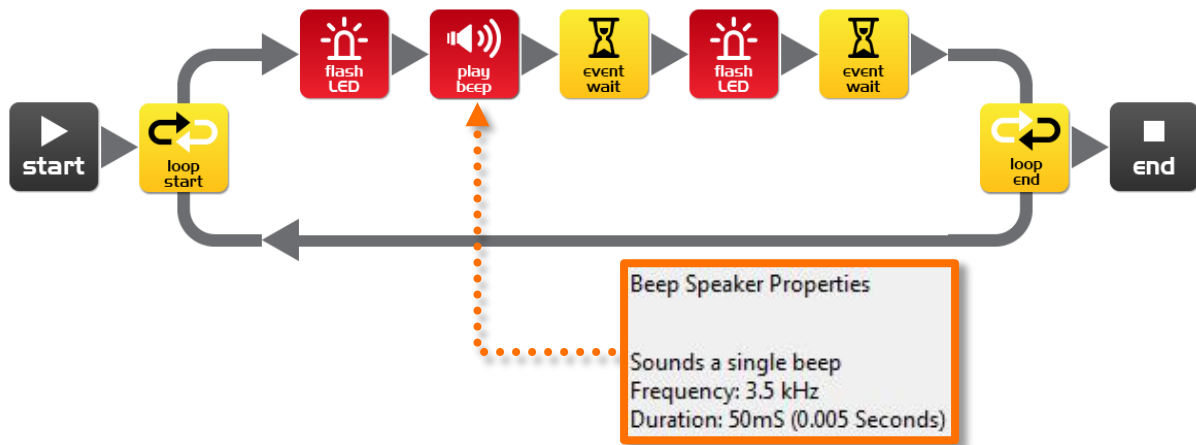 flash
LED
play
beep
event
wait
flash
LED
event
wait
start
loop
start
loop
end
end
Beep Speaker Properties
Sounds a single beep
Frequency: 3.5 kHz
Duration: 50mS (0.005 Seconds)